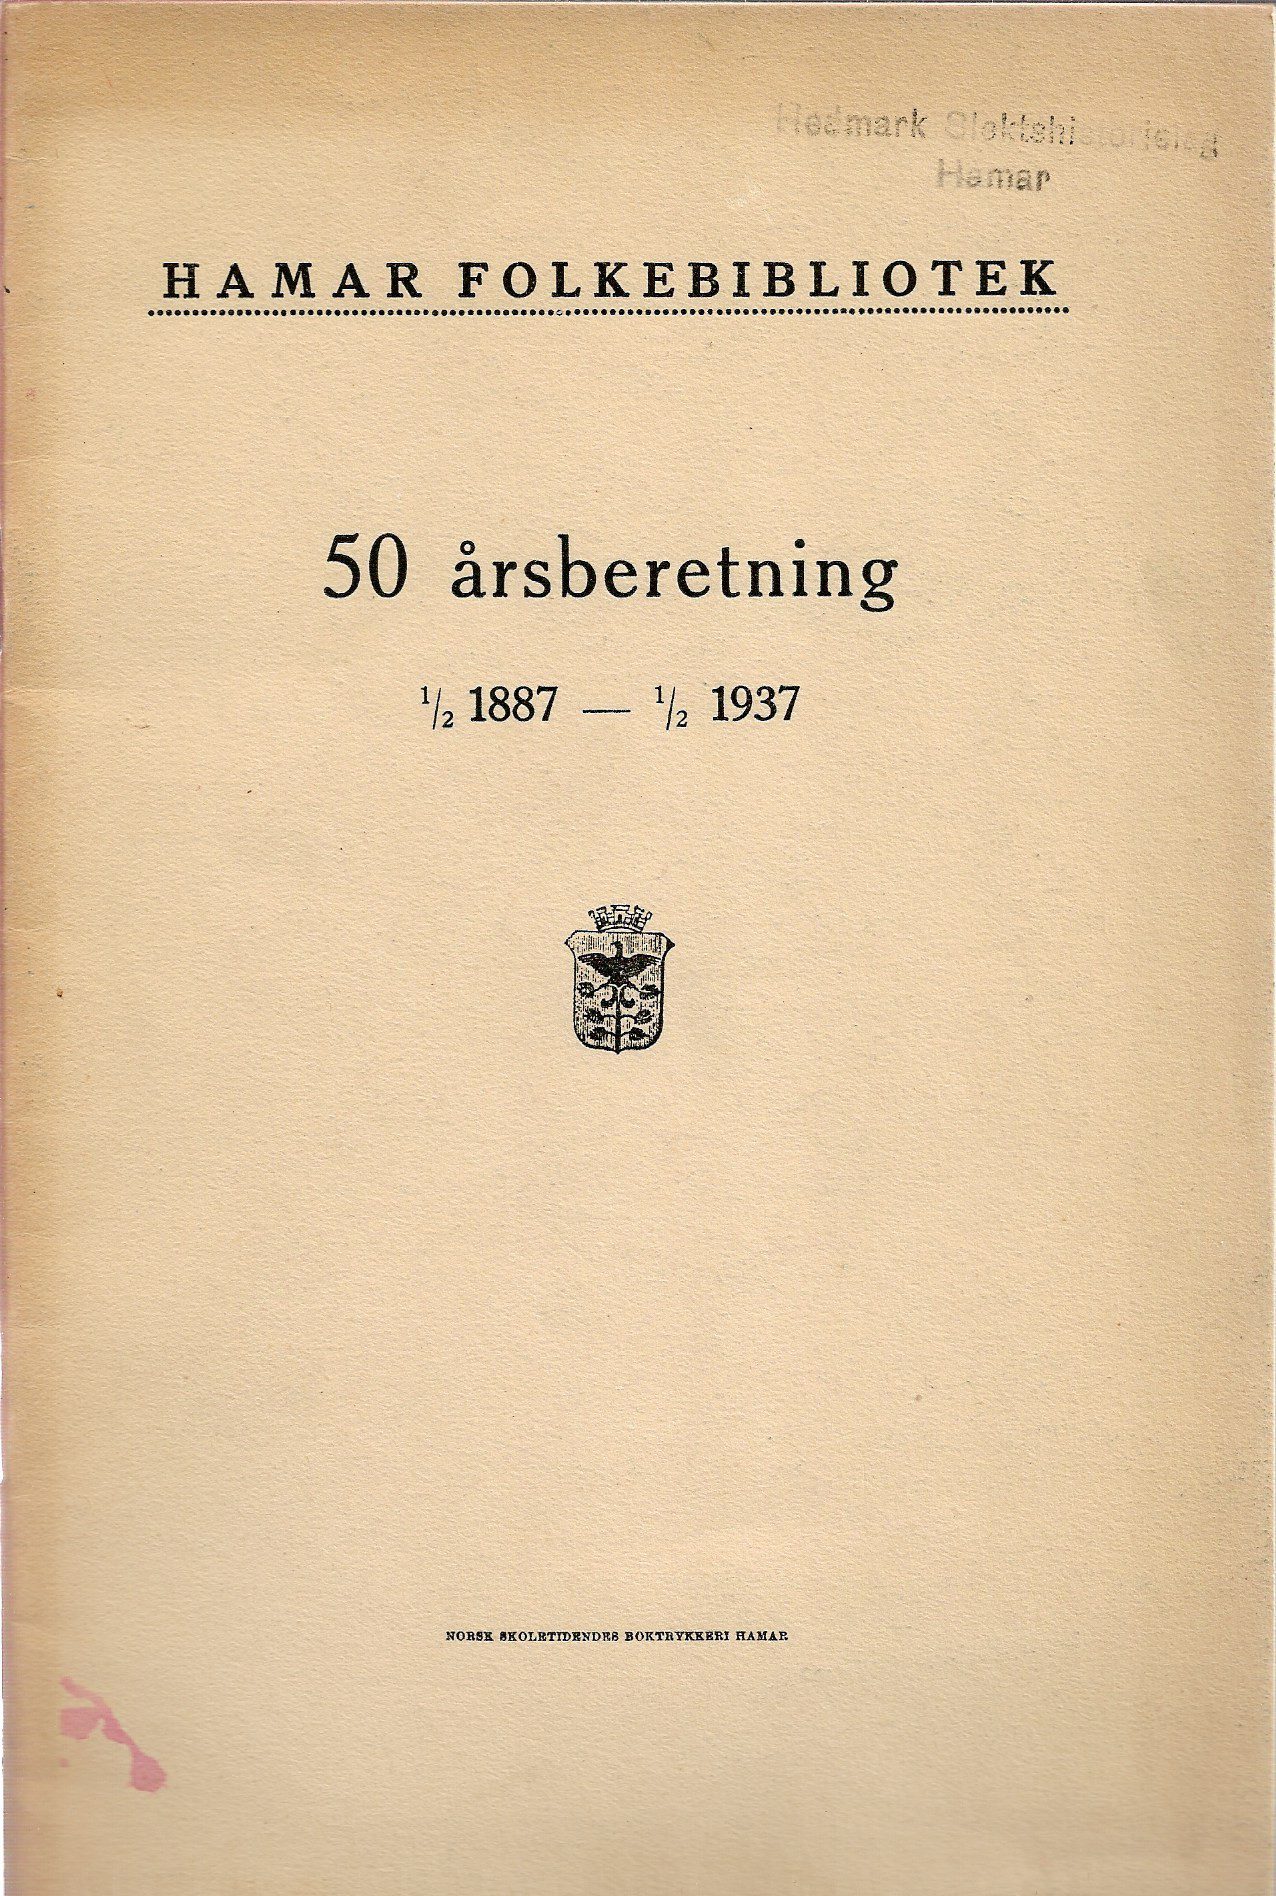 Hedmark Slektshistorielag
Hamar
HAMAR FOLKEBIBLIOTEK
50 årsberetning
1/2 1887 — 1/2 1937
NORSK SKOLETIDENDES BOKTRYKKERI HAMAR